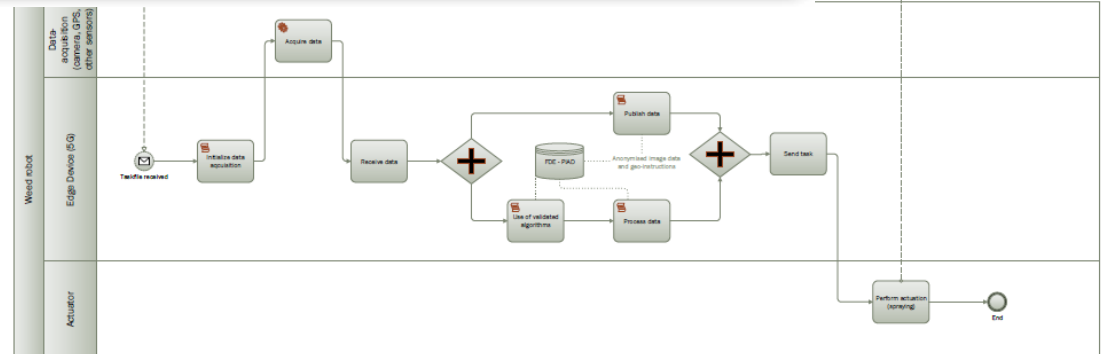 Weed robot
Data-
acquisition
(camera, GPS,
other sensors)
Edge Device (5G)
Actuator
Acquire data
Taskfile received
Initialize data
acquisition
Receive data
Publish data
FDE - PIAO
Anonymised image data
and geo-instructions
Use of validated
algorithms
Process data
Send task
Perform actuation
(spraying)
End